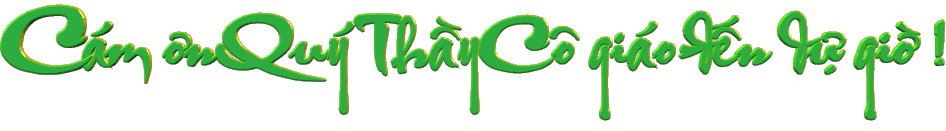 Cám ơn Quý Thầy Cô giáo đến dự giờ !